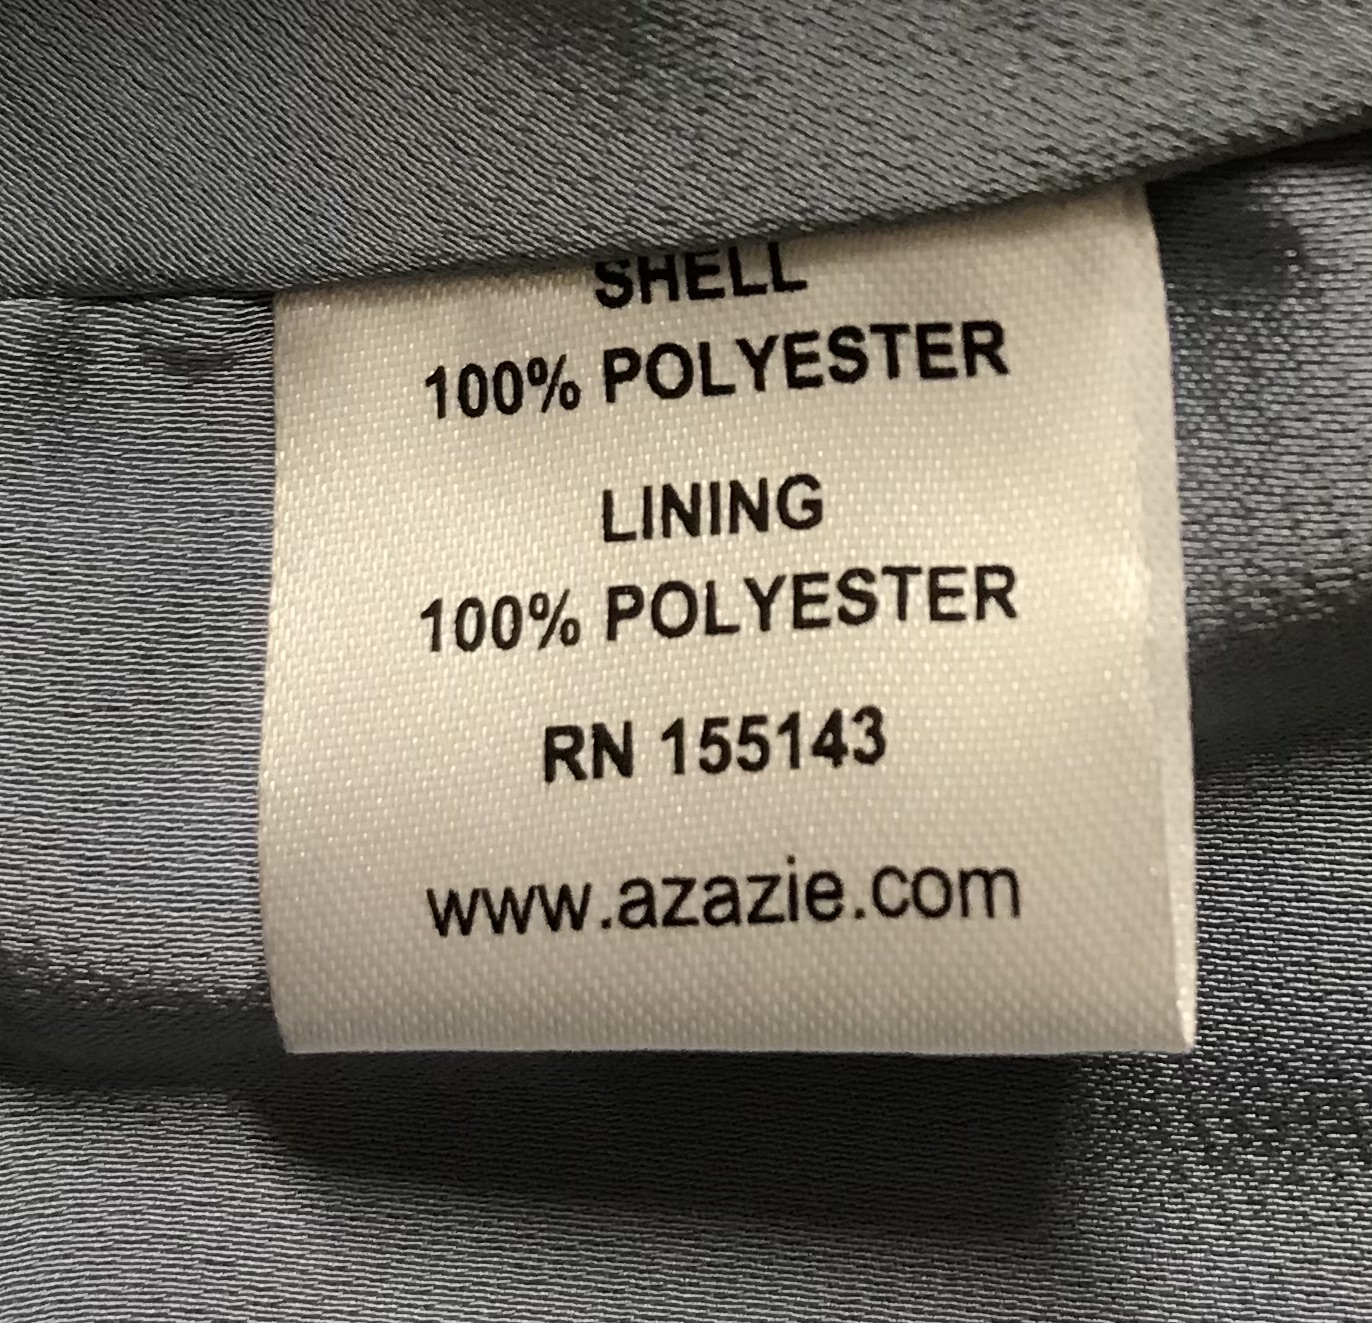 SHELL
100% POLYESTER
LINING
100% POLYESTER
RN 155143
www.azazie.com